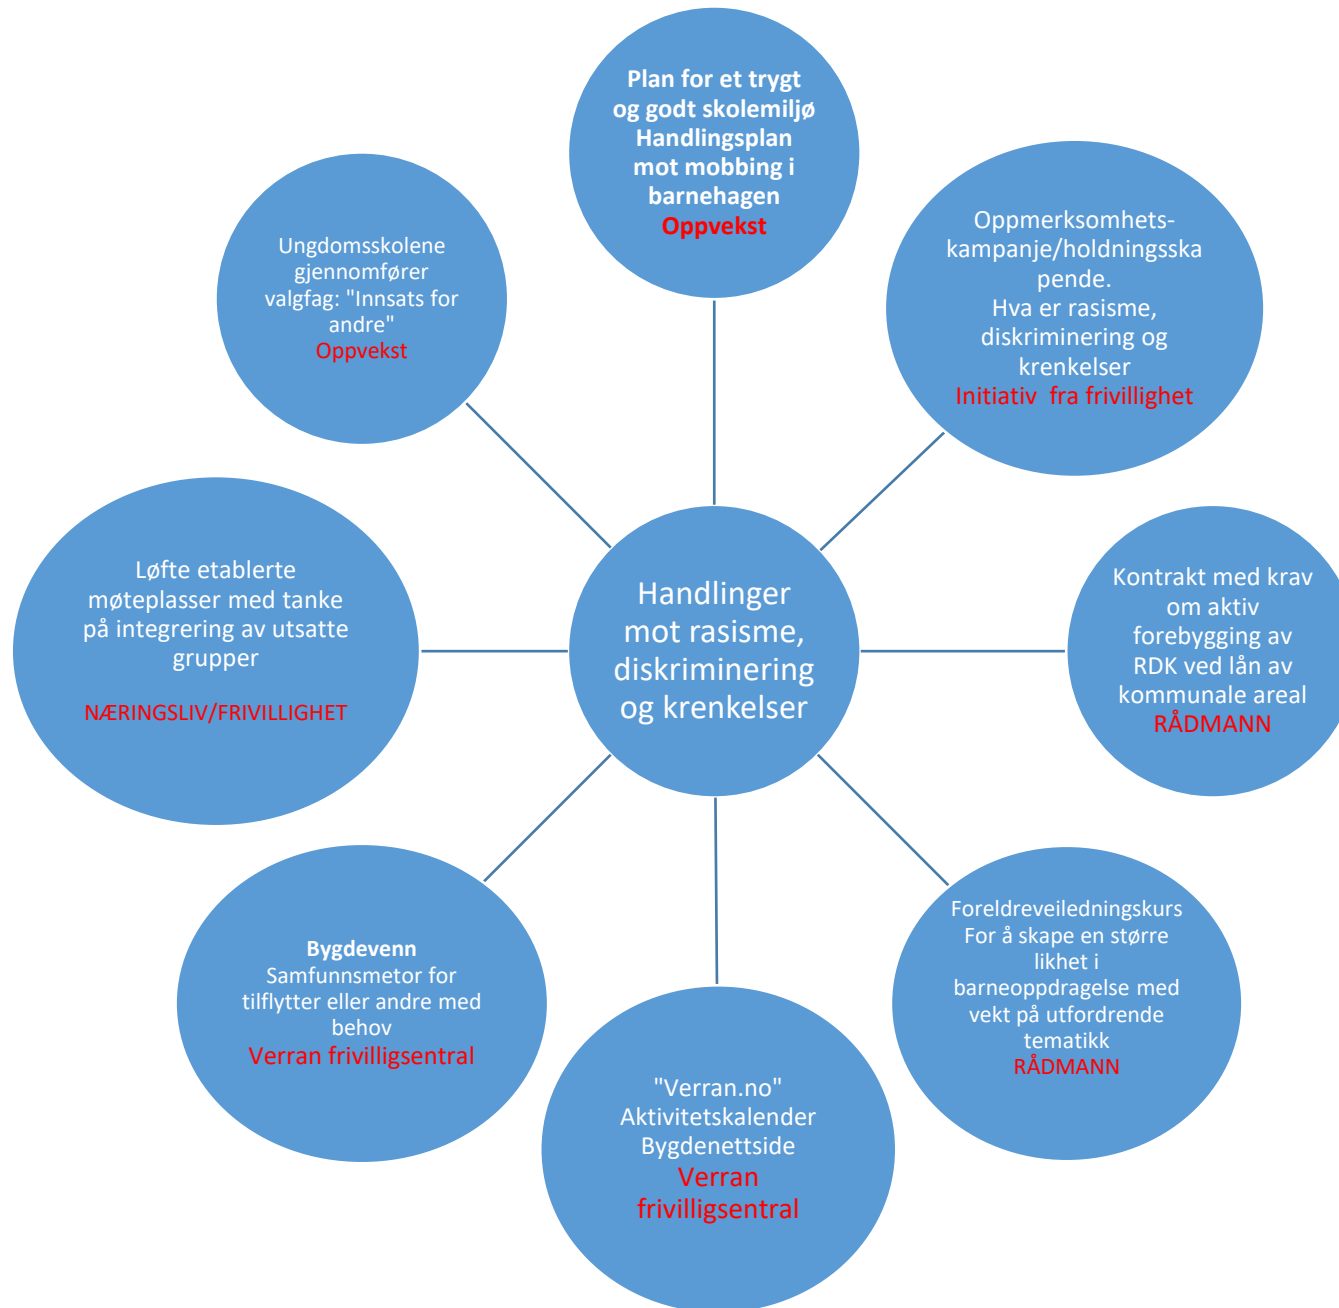 Plan for et trygt
og godt skolemiljø
Handlingsplan
mot mobbing i
barnehagen
Oppvekst
Oppmerksomhets-
kampanje/holdningsska
pende.
Hva er rasisme,
diskriminering og
krenkelser
Initiativ  fra frivillighet
Kontrakt med krav
om aktiv
forebygging av
RDK ved lån av
kommunale areal
RÅDMANN
Foreldreveiledningskurs
For å skape en større
likhet i
barneoppdragelse med
vekt på utfordrende
tematikk
RÅDMANN
"Verran.no"
Aktivitetskalender
Bygdenettside
Verran
frivilligsentral
Bygdevenn
Samfunnsmetor for
tilflytter eller andre med
behov
Verran frivilligsentral
Løfte etablerte
møteplasser med tanke
på integrering av utsatte
grupper
NÆRINGSLIV/FRIVILLIGHET
Ungdomsskolene
gjennomfører
valgfag: "Innsats for
andre"
Oppvekst
Handlinger
mot rasisme,
diskriminering
og krenkelser